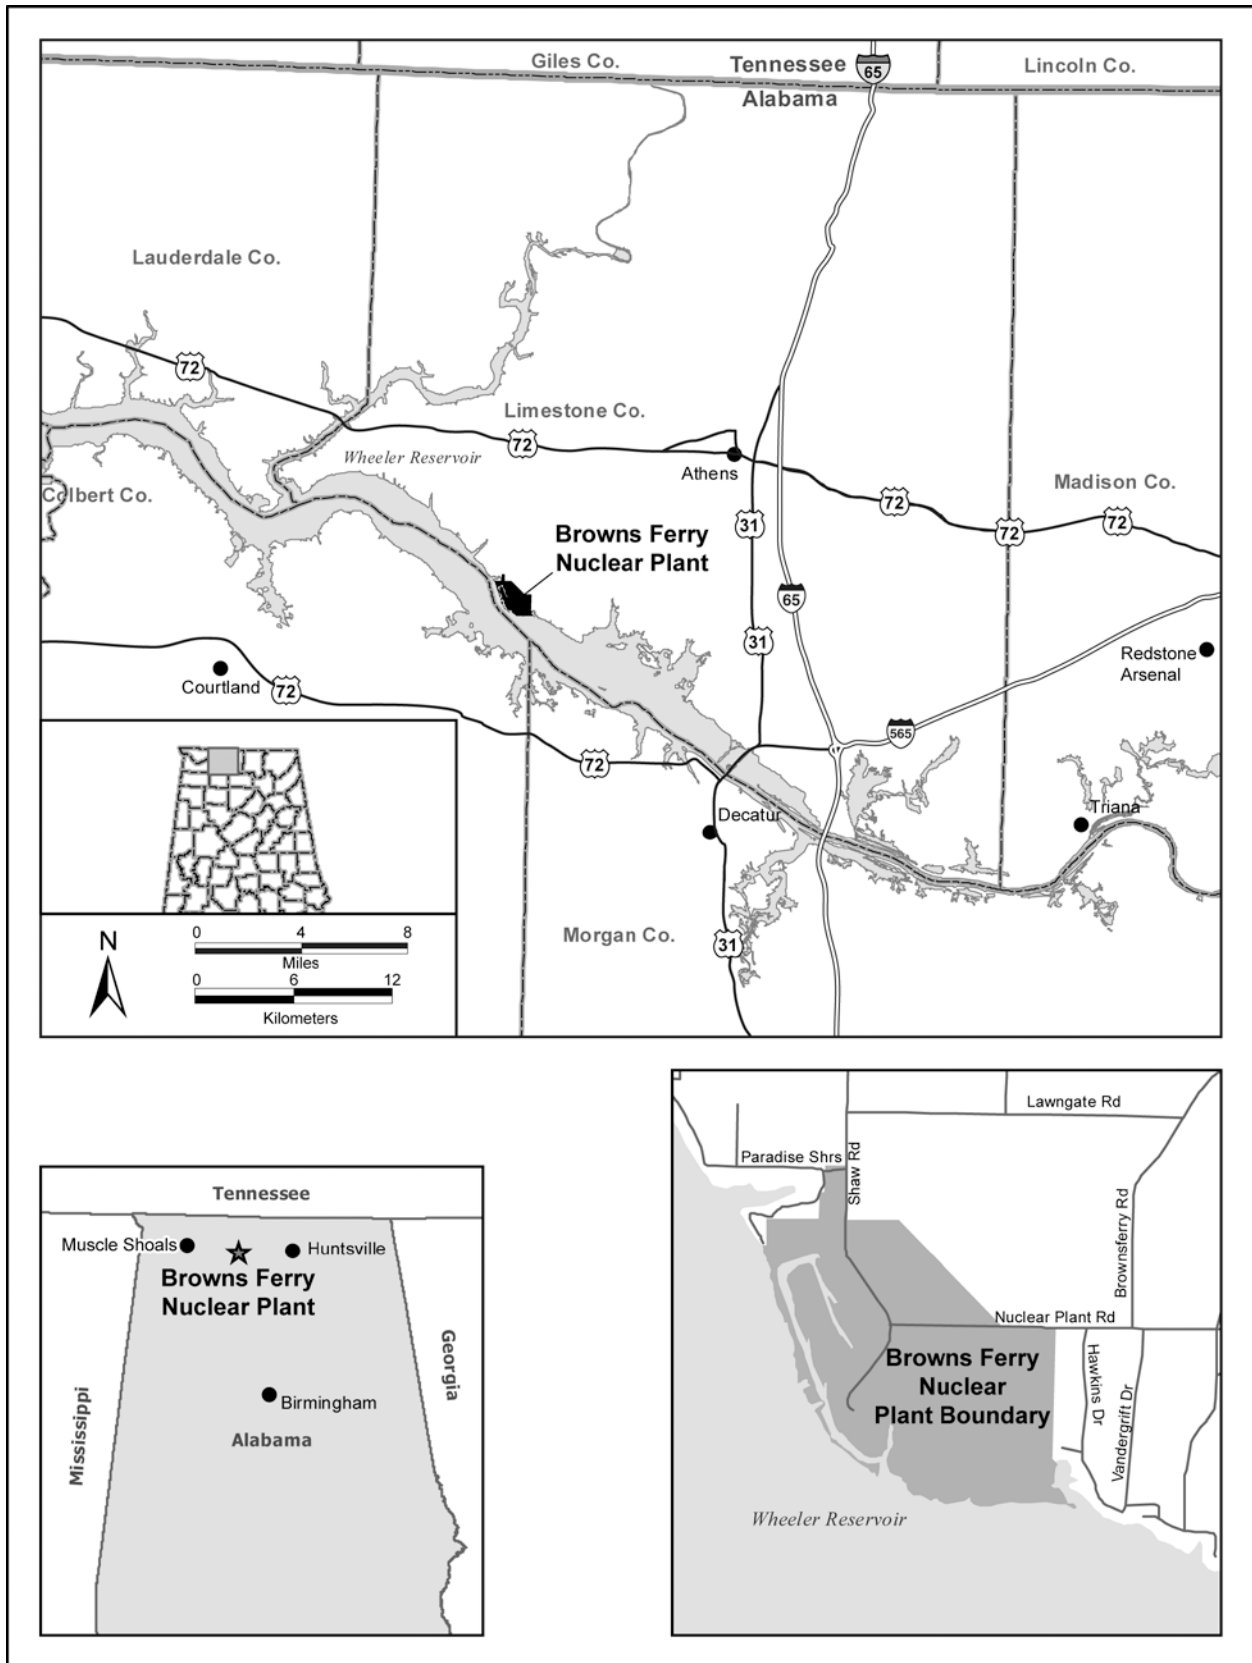 Giles Co.
Tennessee
65
Lincoln Co.
Alabama
Lauderdale Co.
72
Limestone Co.
72
Wheeler Reservoir
Athens
Colbert Co.
72
Madison Co.
31
72
72
Browns Ferry
Nuclear Plant
65
31
Redstone
Arsenal
Courtland
72
565
72
Decatur
Triana
Morgan Co.
31
N
0 4 8
Miles
0 6 12
Kilometers
Tennessee
Muscle Shoals
Huntsville
Browns Ferry
Nuclear Plant
Mississippi
Georgia
Birmingham
Alabama
Lawngate Rd
Paradise Shrs
Shaw Rd
Brownsferry Rd
Nuclear Plant Rd
Browns Ferry
Nuclear
Plant Boundary
Hawkins Dr
Vandergrift Dr
Wheeler Reservoir